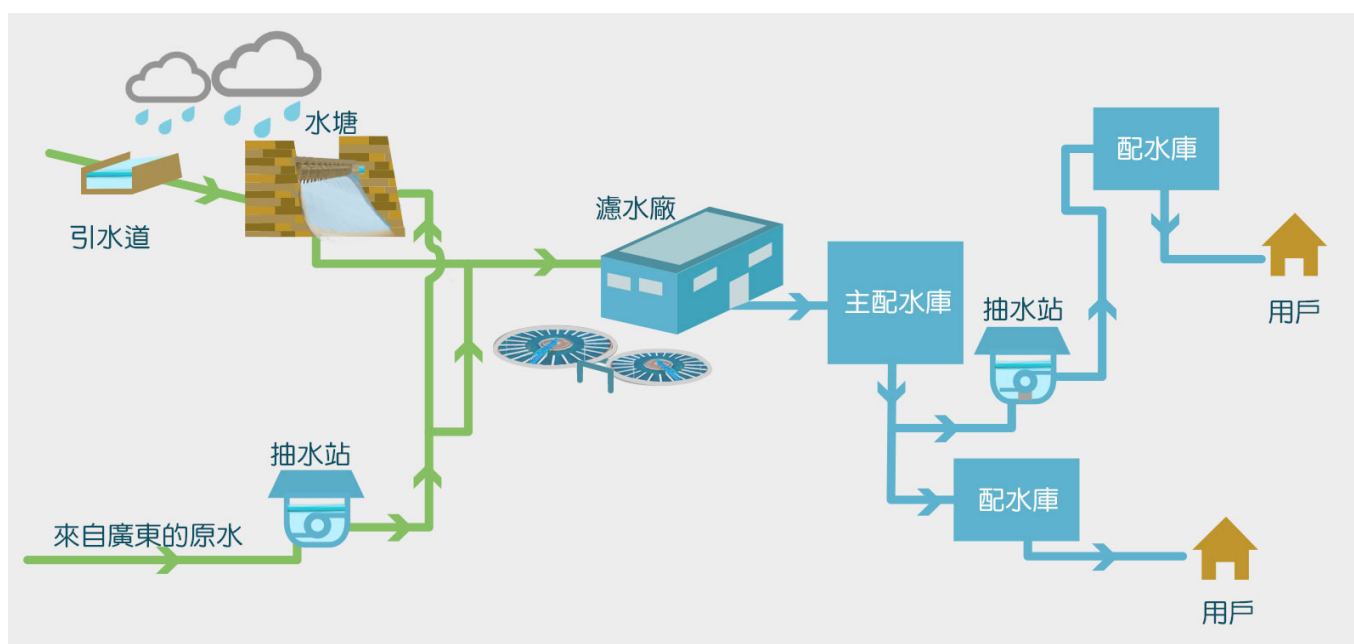 水塘
引水道
濾水廠
主配水庫
抽水站
配水庫
用戶
抽水站
來自廣東的原水
配水庫
用戶